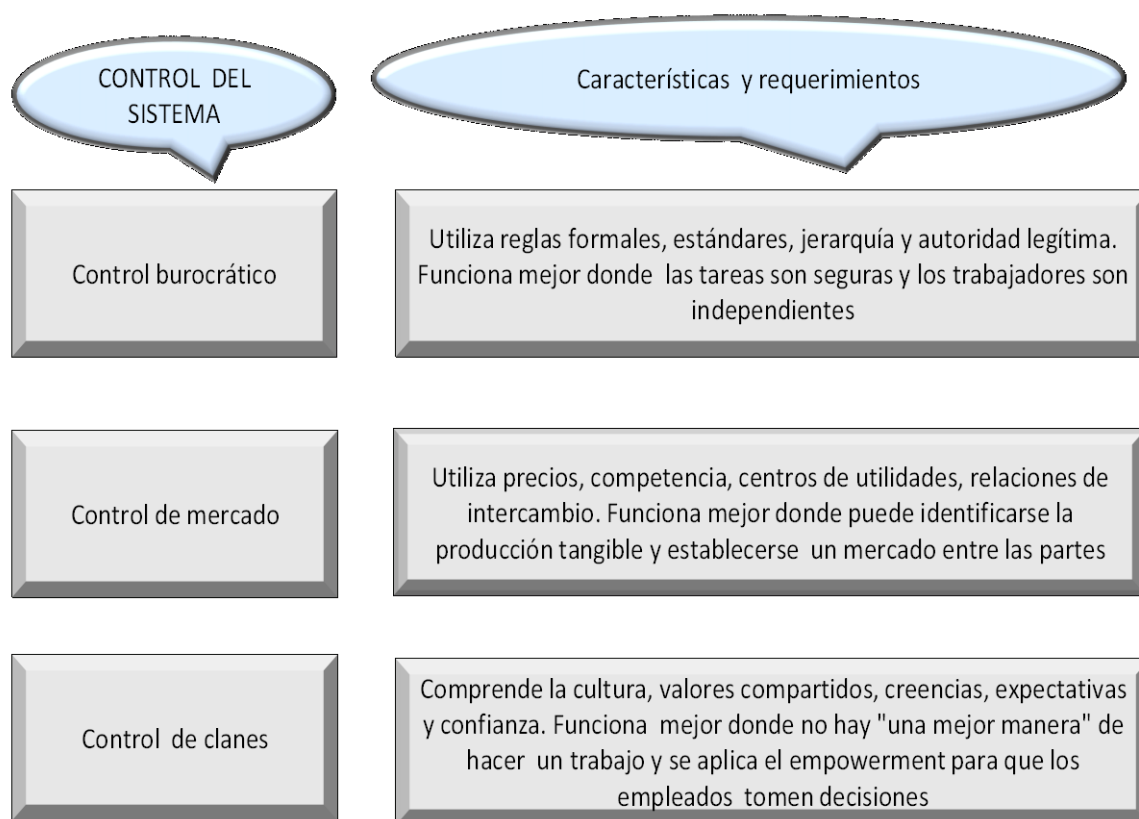 CONTROL DEL
SISTEMA
Características y requerimientos
Control burocrático
Utiliza reglas formales, estándares, jerarquía y autoridad legítima.
Funciona mejor donde las tareas son seguras y los trabajadores son
independientes
Control de mercado
Utiliza precios, competencia, centros de utilidades, relaciones de
intercambio. Funciona mejor donde puede identificarse la
producción tangible y establecerse un mercado entre las partes
Control de clanes
Comprende la cultura, valores compartidos, creencias, expectativas
y confianza. Funciona mejor donde no hay "una mejor manera" de
hacer un trabajo y se aplica el empowerment para que los
empleados tomen decisiones